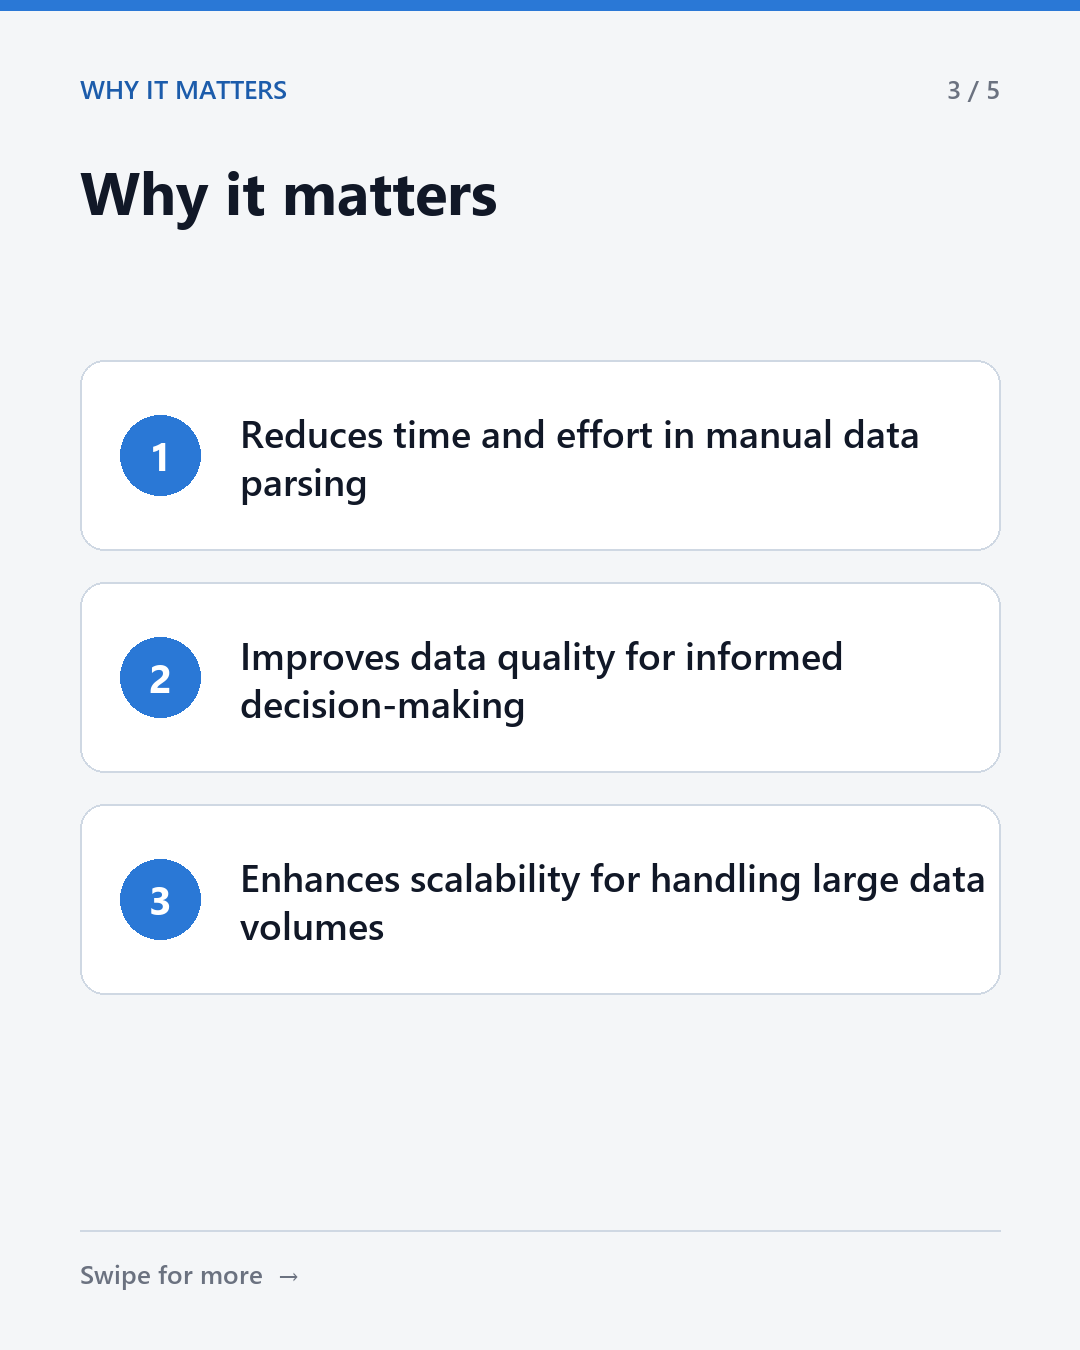 WHY IT MATTERS
3 / 5
Why it matters
1
Reduces time and effort in manual data
parsing
2
Improves data quality for informed
decision-making
3
Enhances scalability for handling large data
volumes
Swipe for more →